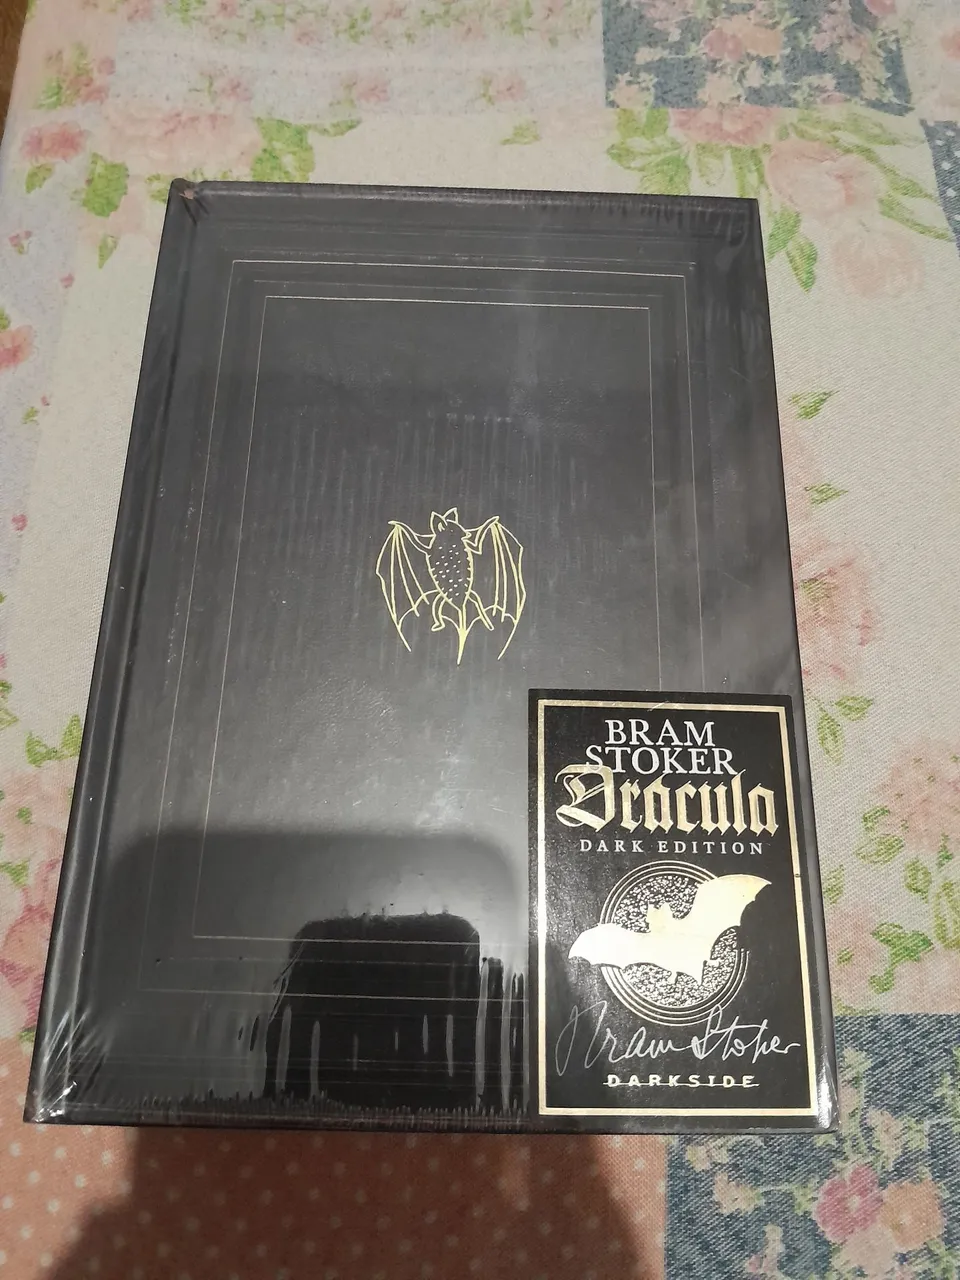 BRAM
STOKER
Dracula
DARK EDITION
Bram Stoker
DARKSIDE